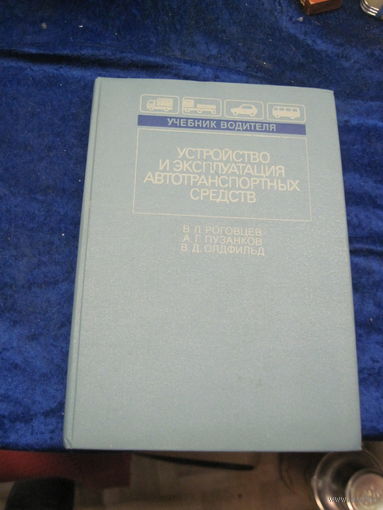 УЧЕБНИК ВОДИТЕЛЯ
УСТРОЙСТВО
И ЭКСПЛУАТАЦИЯ
АВТОТРАНСПОРТНЫХ
СРЕДСТВ
В. Л. РОГОВЦЕВ
А. Г. ПУЗАНКОВ
В. Д. ОЛДФИЛЬД